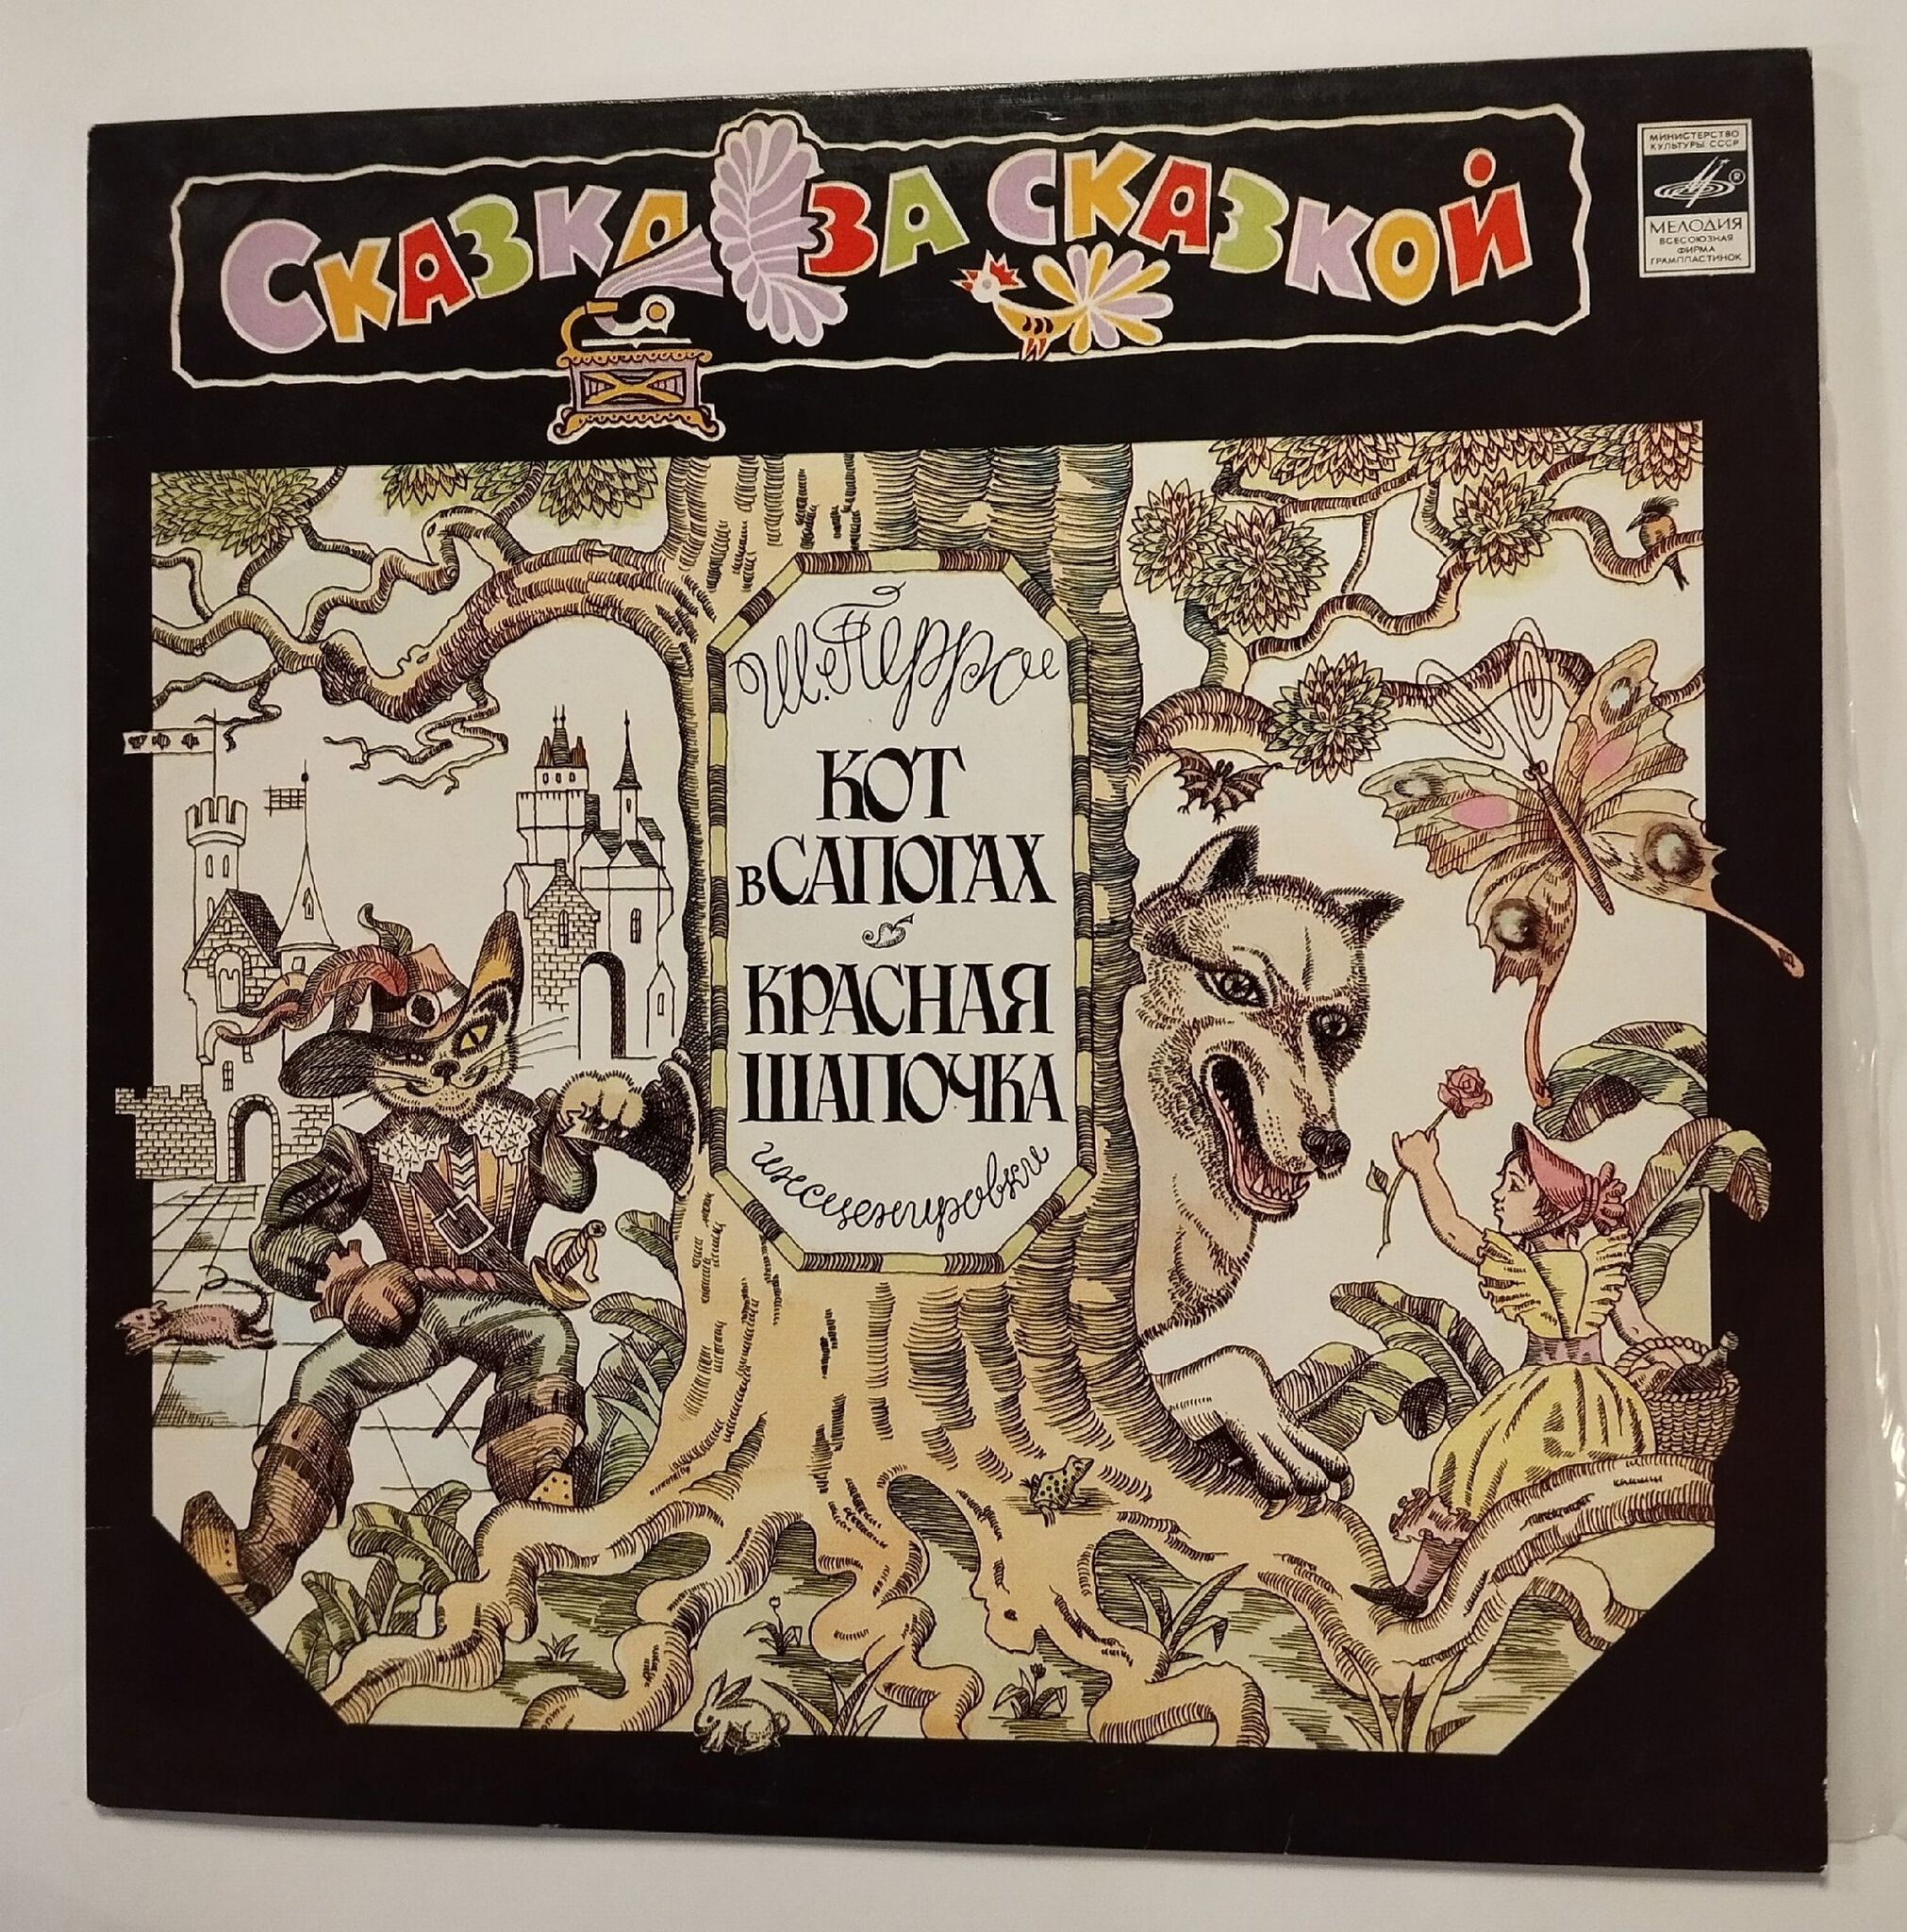 СКАЗКА ЗА СКАЗКОЙ
МИНИСТЕРСТВО
КУЛЬТУРЫ СССР
МЕЛОДИЯ
ВСЕСОЮЗНАЯ
ФИРМА
ГРАМПЛАСТИНОК
Ш. Перро
КОТ
в САПОГАХ
КРАСНАЯ
ШАПОЧКА
инсценировки